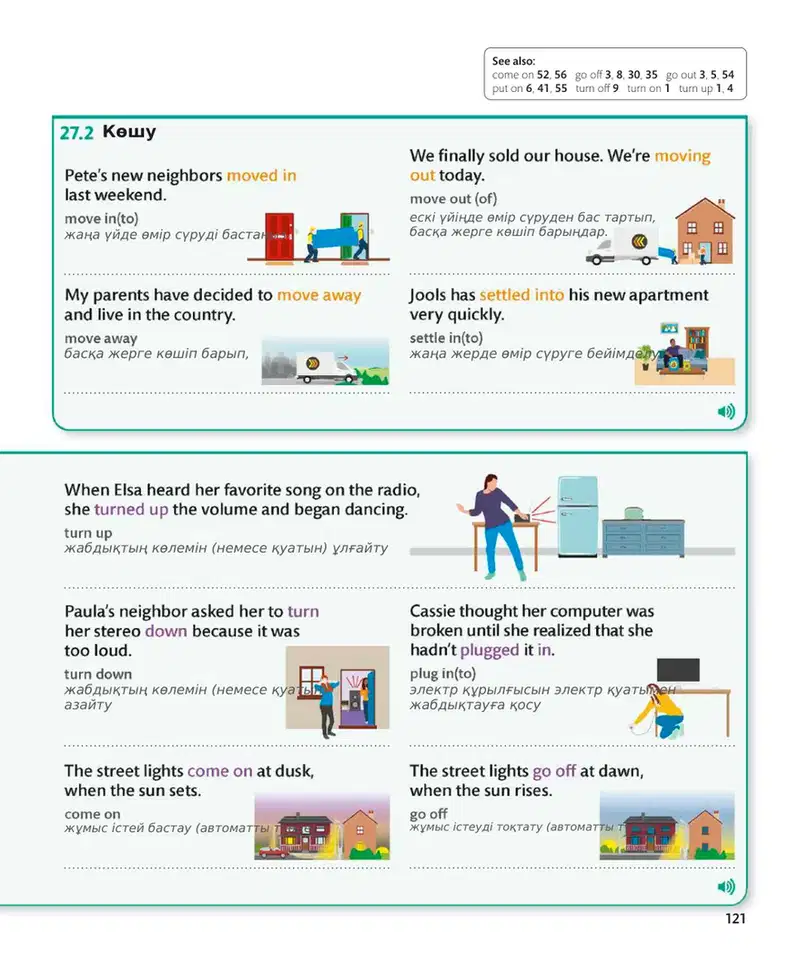 See also:
come on 52, 56 go off 3, 8, 30, 35 go out 3, 5, 54
put on 6, 41, 55 turn off 9 turn on 1 turn up 1, 4
27.2 Көшу
Pete's new neighbors moved in
last weekend.
move in(to)
жаңа үйде өмір сүруді бастан
We finally sold our house. We're moving
out today.
move out (of)
ескі үйіңде өмір сүруден бас тартып,
басқа жерге көшіп барыңдар.
My parents have decided to move away
and live in the country.
move away
басқа жерге көшіп барып,
Jools has settled into his new apartment
very quickly.
settle in(to)
жаңа жерде өмір сүруге бейімделу
When Elsa heard her favorite song on the radio,
she turned up the volume and began dancing.
turn up
жабдықтың көлемін (немесе қуатын) ұлғайту
Paula's neighbor asked her to turn
her stereo down because it was
too loud.
turn down
жабдықтың көлемін (немесе қуатын
азайту
Cassie thought her computer was
broken until she realized that she
hadn't plugged it in.
plug in(to)
электр құрылғысын электр қуатымен
жабдықтауға қосу
The street lights come on at dusk,
when the sun sets.
come on
жұмыс істей бастау (автоматты т
The street lights go off at dawn,
when the sun rises.
go off
жұмыс істеуді тоқтату (автоматты т
121